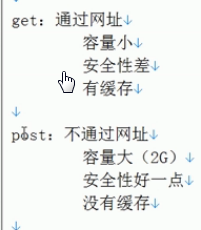 get：通过网址
容量小
安全性差
有缓存
post：不通过网址
容量大（2G）
安全性好一点
没有缓存